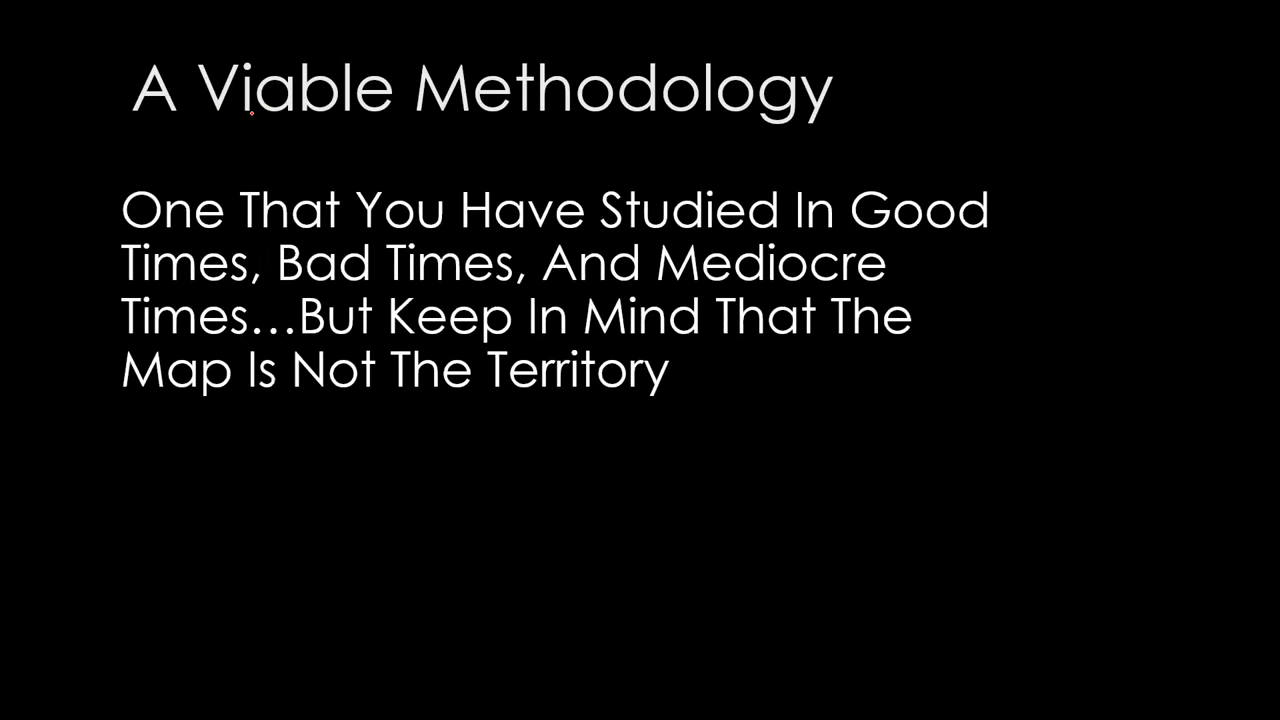 A Viable Methodology
One That You Have Studied In Good
Times, Bad Times, And Mediocre
Times…But Keep In Mind That The
Map Is Not The Territory